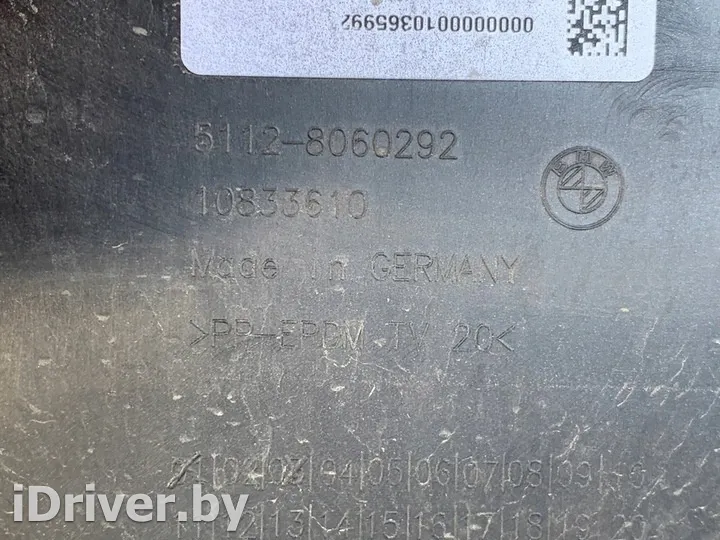 0000000010365992
5112-8060292
BMW
10833610
Made in GERMANY
>PP-EPDM TV 20<
01|02|03|04|05|06|07|08|09|10
11|12|13|14|15|16|17|18|19|20
iDriver.by